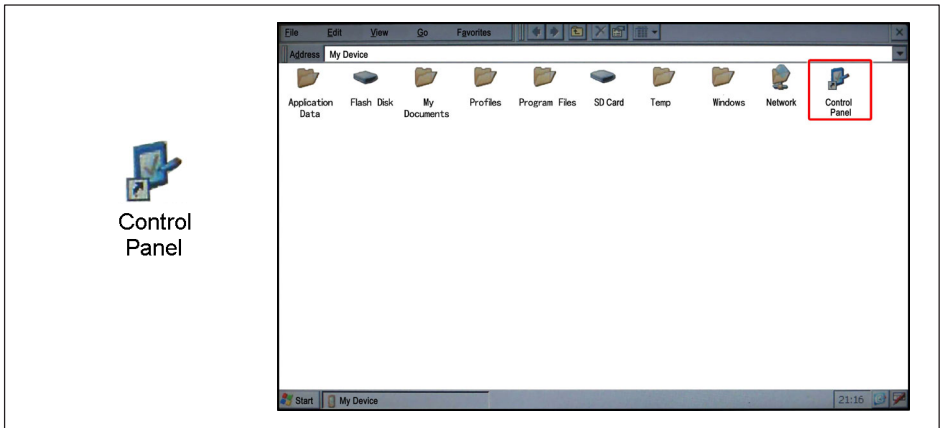 Control
Panel
File Edit View Go Favorites
Address My Device
Application
Data
Flash Disk
My
Documents
Profiles
Program Files
SD Card
Temp
Windows
Network
Control
Panel
Start My Device 21:16